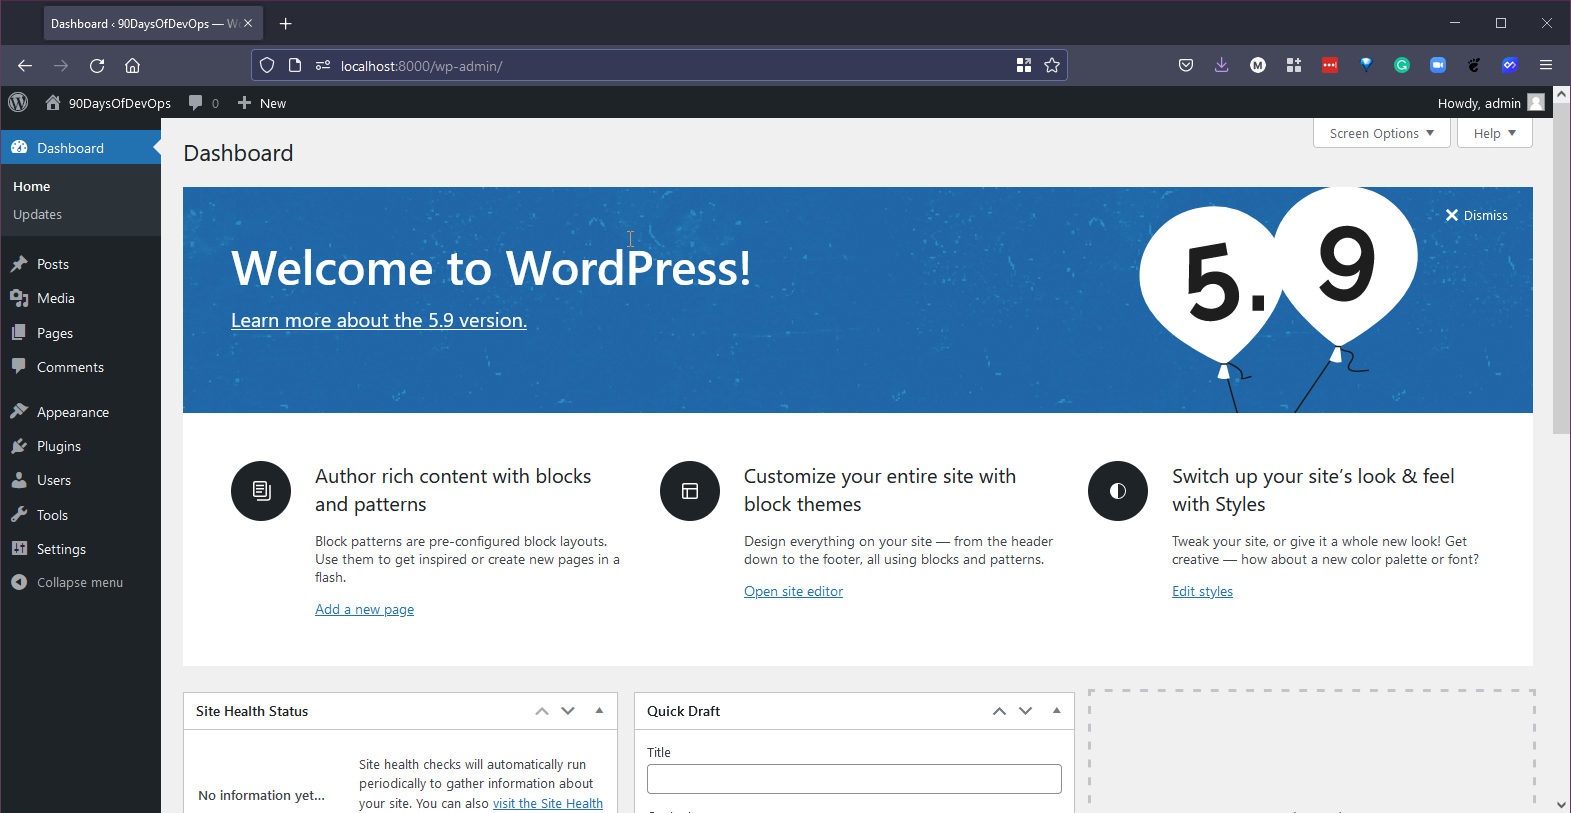 Dashboard ‹ 90DaysOfDevOps — W
localhost:8000/wp-admin/
90DaysOfDevOps 0 New
Howdy, admin
Dashboard
Home
Updates
Posts
Media
Pages
Comments
Appearance
Plugins
Users
Tools
Settings
Collapse menu
Screen Options
Help
Dashboard
Dismiss
Welcome to WordPress!
Learn more about the 5.9 version.
5.9
Author rich content with blocks
and patterns
Block patterns are pre-configured block layouts.
Use them to get inspired or create new pages in a
flash.
Add a new page
Customize your entire site with
block themes
Design everything on your site — from the header
down to the footer, all using blocks and patterns.
Open site editor
Switch up your site’s look & feel
with Styles
Tweak your site, or give it a whole new look! Get
creative — how about a new color palette or font?
Edit styles
Site Health Status
No information yet...
Site health checks will automatically run
periodically to gather information about
your site. You can also visit the Site Health
Quick Draft
Title